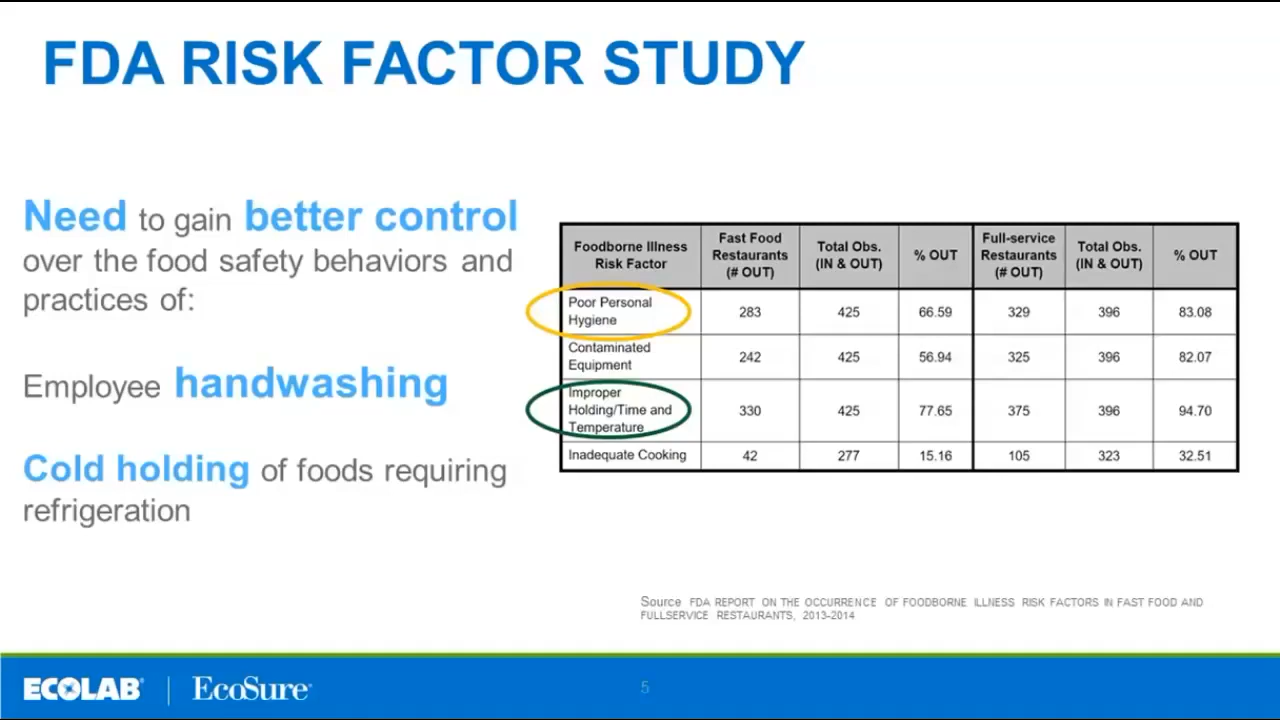 FDA RISK FACTOR STUDY
Need to gain better control
over the food safety behaviors and
practices of:
Employee handwashing
Cold holding of foods requiring
refrigeration
Foodborne Illness Risk Factor | Fast Food Restaurants (# OUT) | Total Obs. (IN & OUT) | % OUT | Full-service Restaurants (# OUT) | Total Obs. (IN & OUT) | % OUT
Poor Personal Hygiene | 283 | 425 | 66.59 | 329 | 396 | 83.08
Contaminated Equipment | 242 | 425 | 56.94 | 325 | 396 | 82.07
Improper Holding/Time and Temperature | 330 | 425 | 77.65 | 375 | 396 | 94.70
Inadequate Cooking | 42 | 277 | 15.16 | 105 | 323 | 32.51
Source FDA REPORT ON THE OCCURRENCE OF FOODBORNE ILLNESS RISK FACTORS IN FAST FOOD AND
FULLSERVICE RESTAURANTS, 2013-2014
ECOLAB® | EcoSure®
5